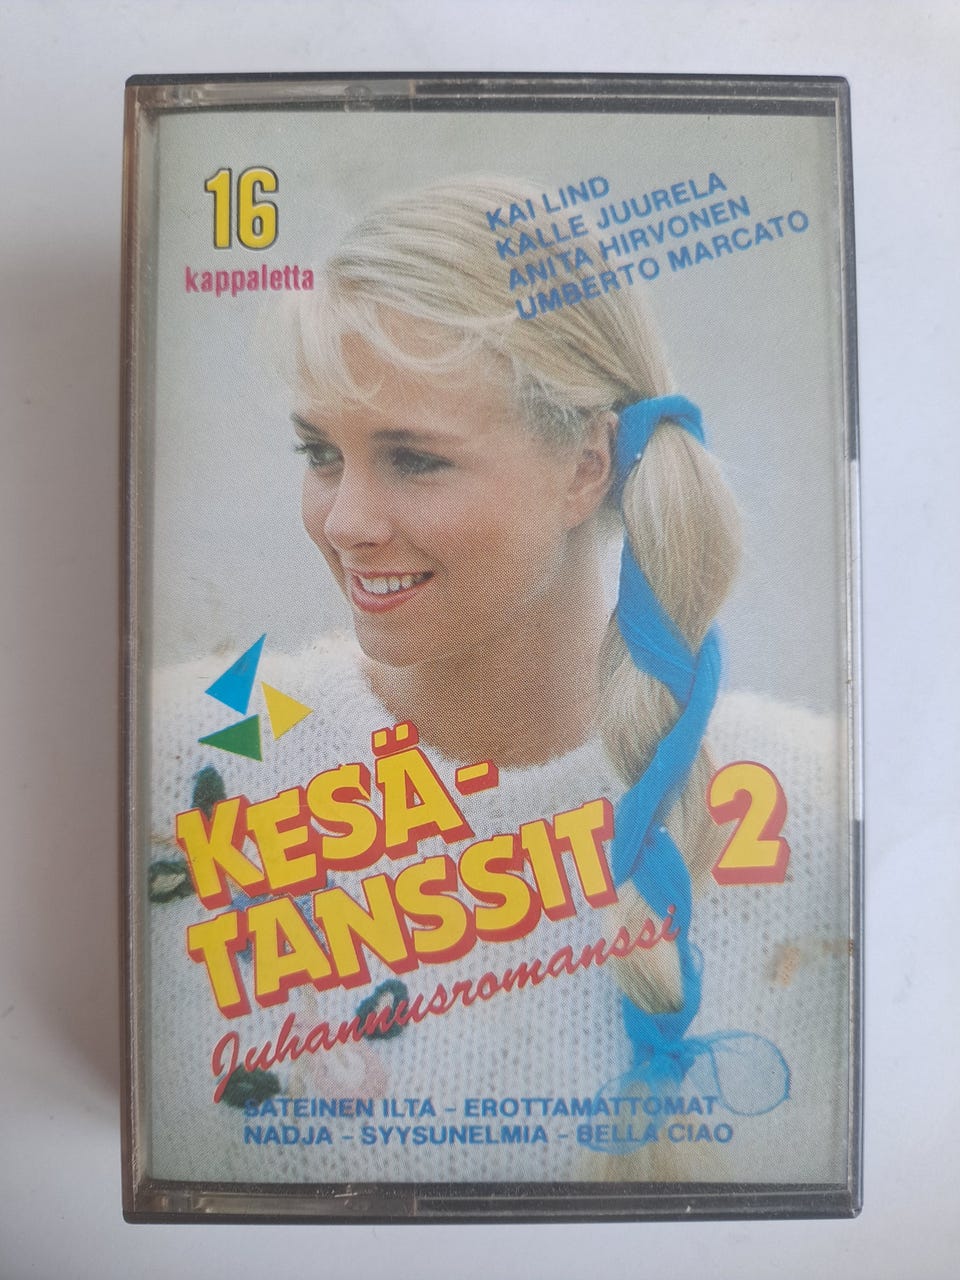 16
kappaletta
KAI LIND
KALLE JUURELA
ANITA HIRVONEN
UMBERTO MARCATO
KESÄ-
TANSSIT 2
Juhannusromanssi
SATEINEN ILTA – EROTTAMATTOMAT
NADJA – SYYSUNELMIA – BELLA CIAO